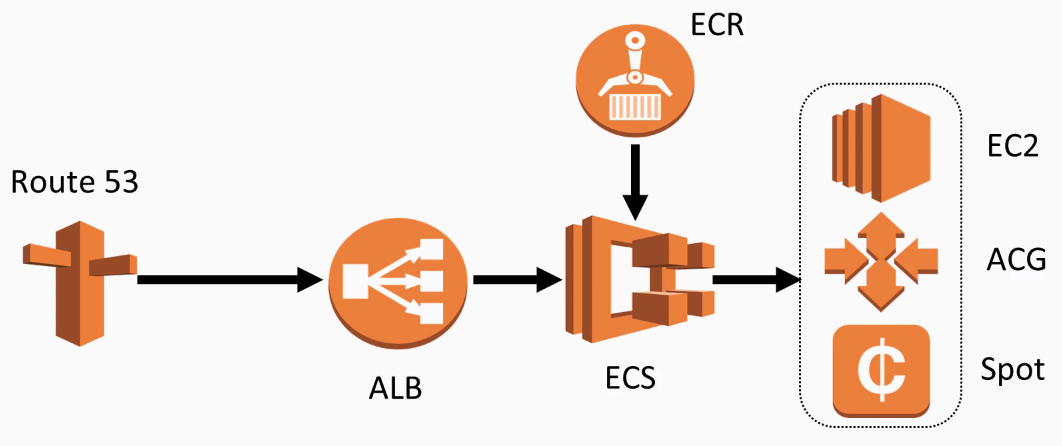 ECR
Route 53
ALB
ECS
EC2
ACG
Spot